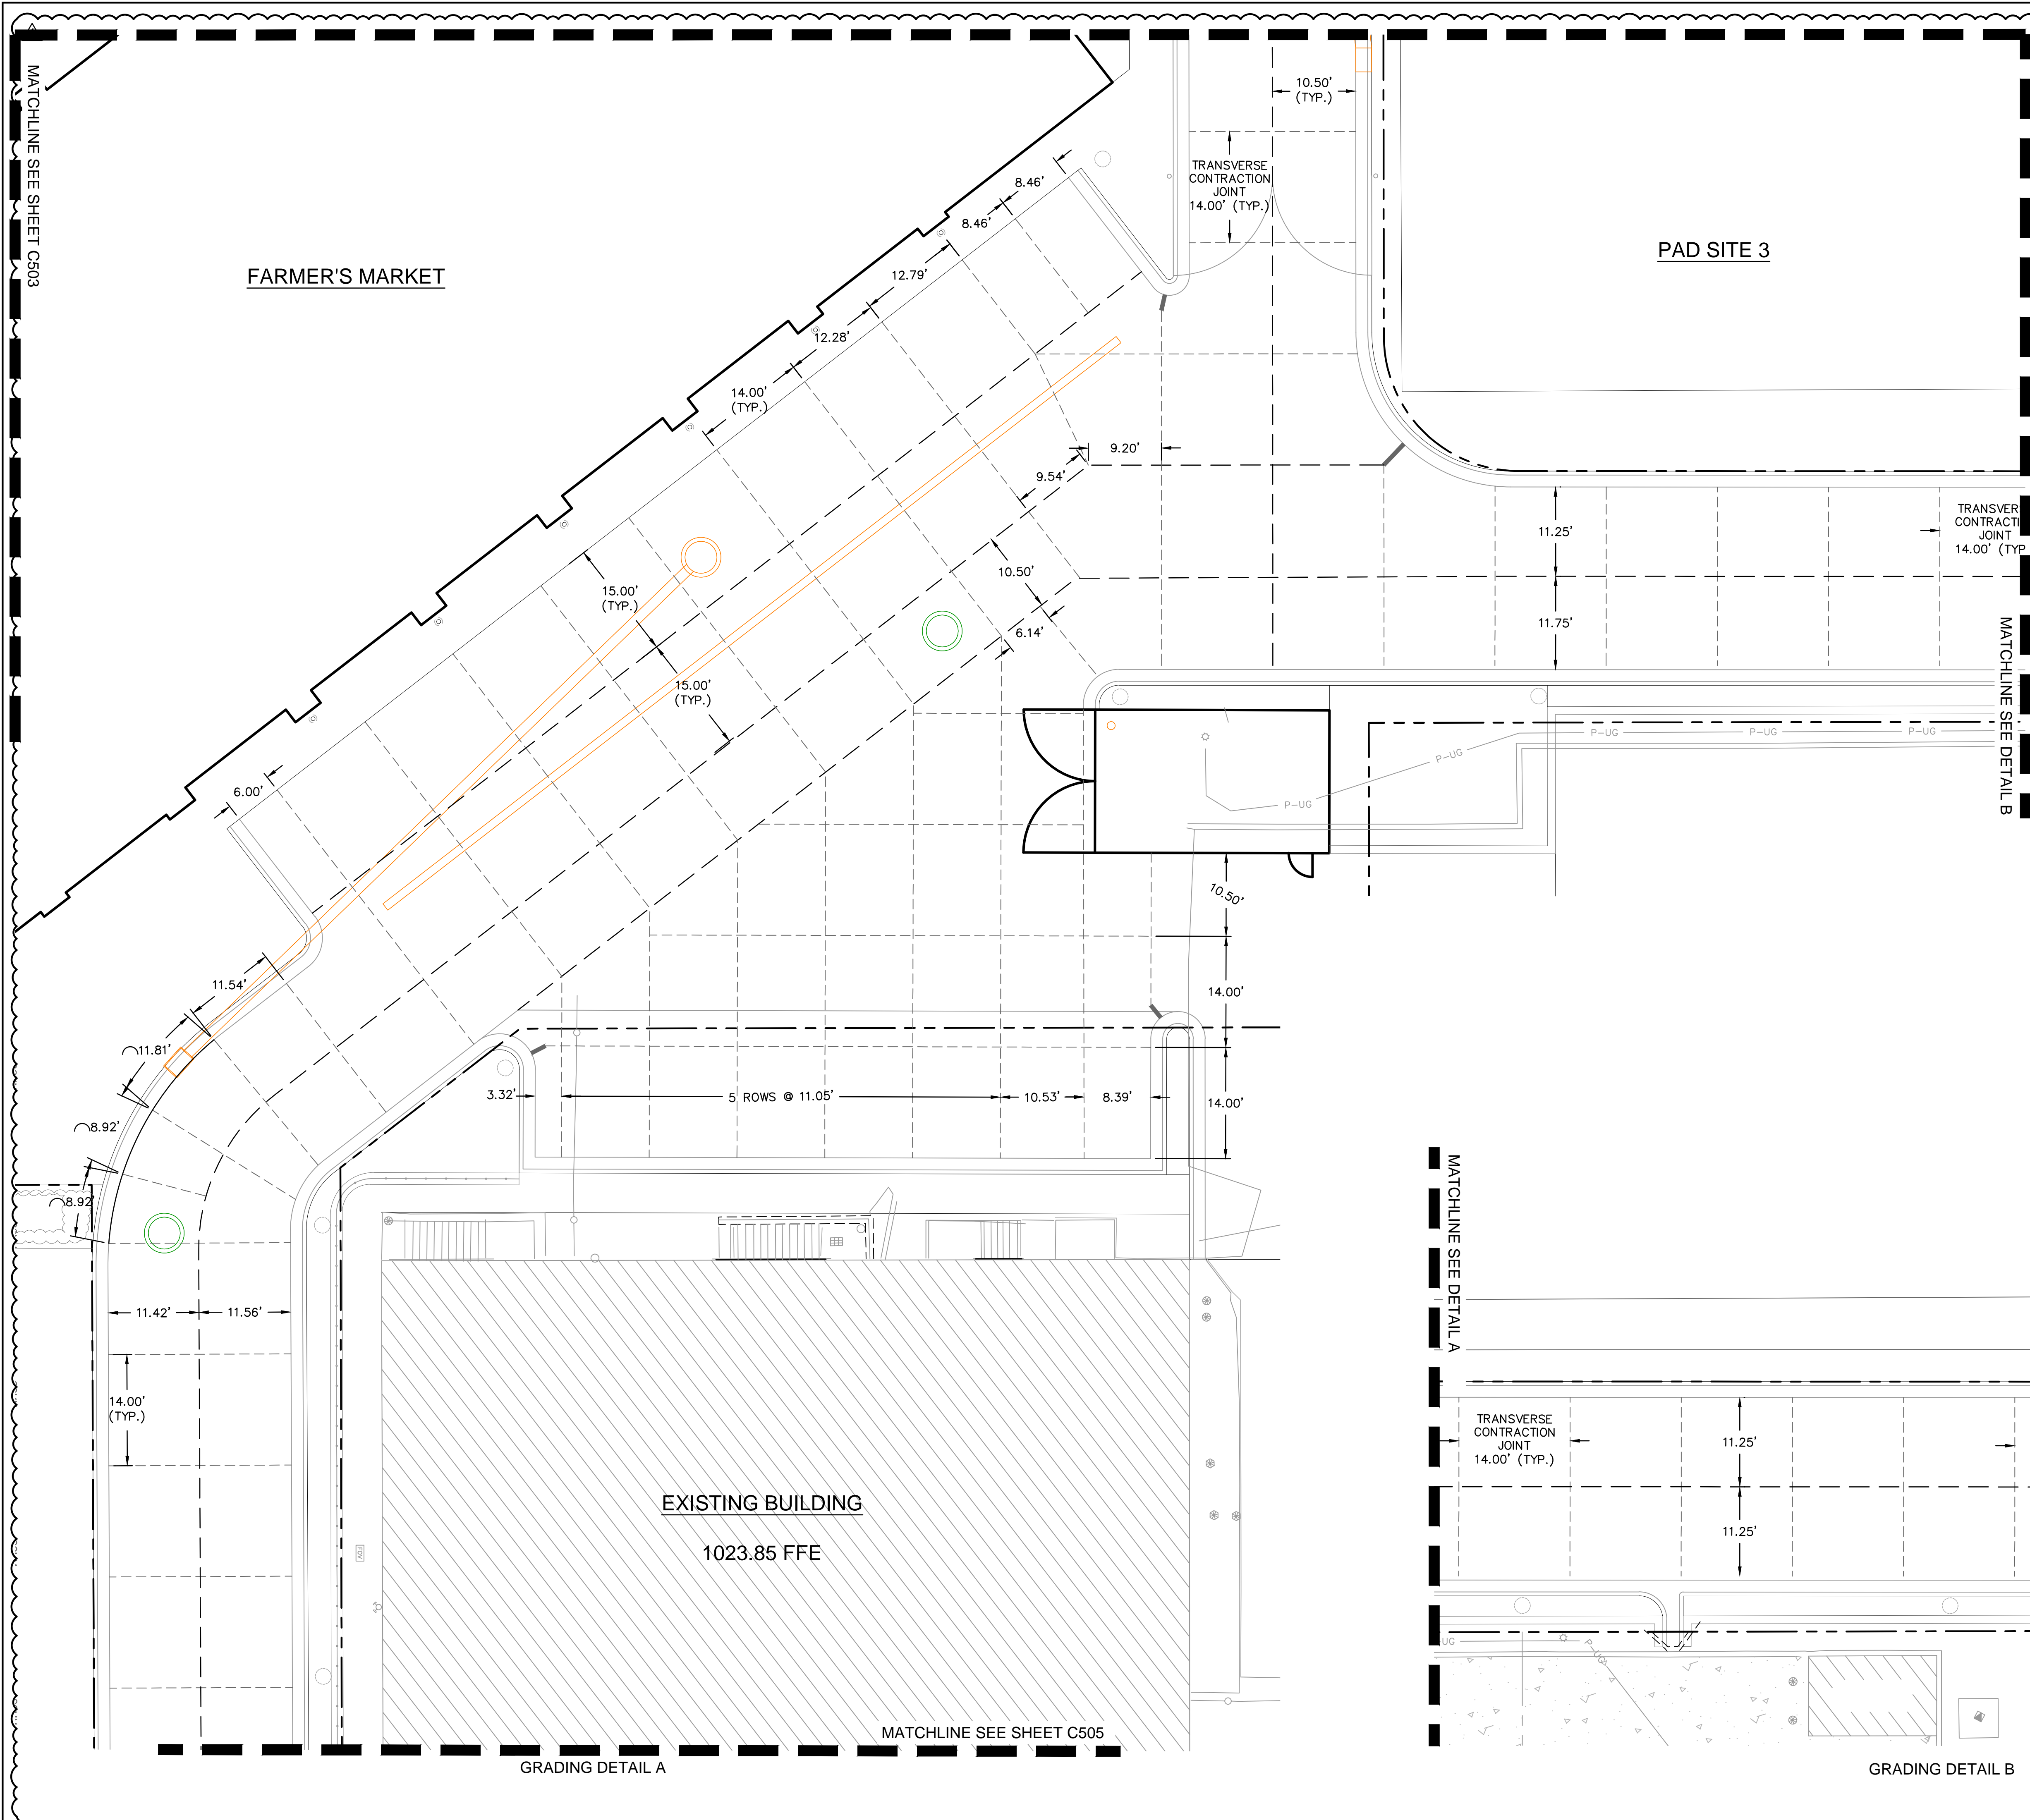 MATCHLINE SEE SHEET C503
FARMER'S MARKET
PAD SITE 3
10.50'
(TYP.)
TRANSVERSE
CONTRACTION
JOINT
14.00' (TYP.)
8.46'
8.46'
12.79'
12.28'
14.00'
(TYP.)
9.20'
9.54'
10.50'
6.14'
15.00'
(TYP.)
15.00'
(TYP.)
11.25'
11.75'
TRANSVER
CONTRACTI
JOINT
14.00' (TYP
MATCHLINE SEE DETAIL B
P-UG
P-UG
P-UG
P-UG
P-UG
6.00'
10.50'
14.00'
14.00'
11.54'
11.81'
8.92'
8.92'
3.32'
5 ROWS @ 11.05'
10.53'
8.39'
11.42'
11.56'
14.00'
(TYP.)
FDV
EXISTING BUILDING
1023.85 FFE
MATCHLINE SEE SHEET C505
GRADING DETAIL A
MATCHLINE SEE DETAIL A
TRANSVERSE
CONTRACTION
JOINT
14.00' (TYP.)
11.25'
11.25'
UG
P-UG
GRADING DETAIL B